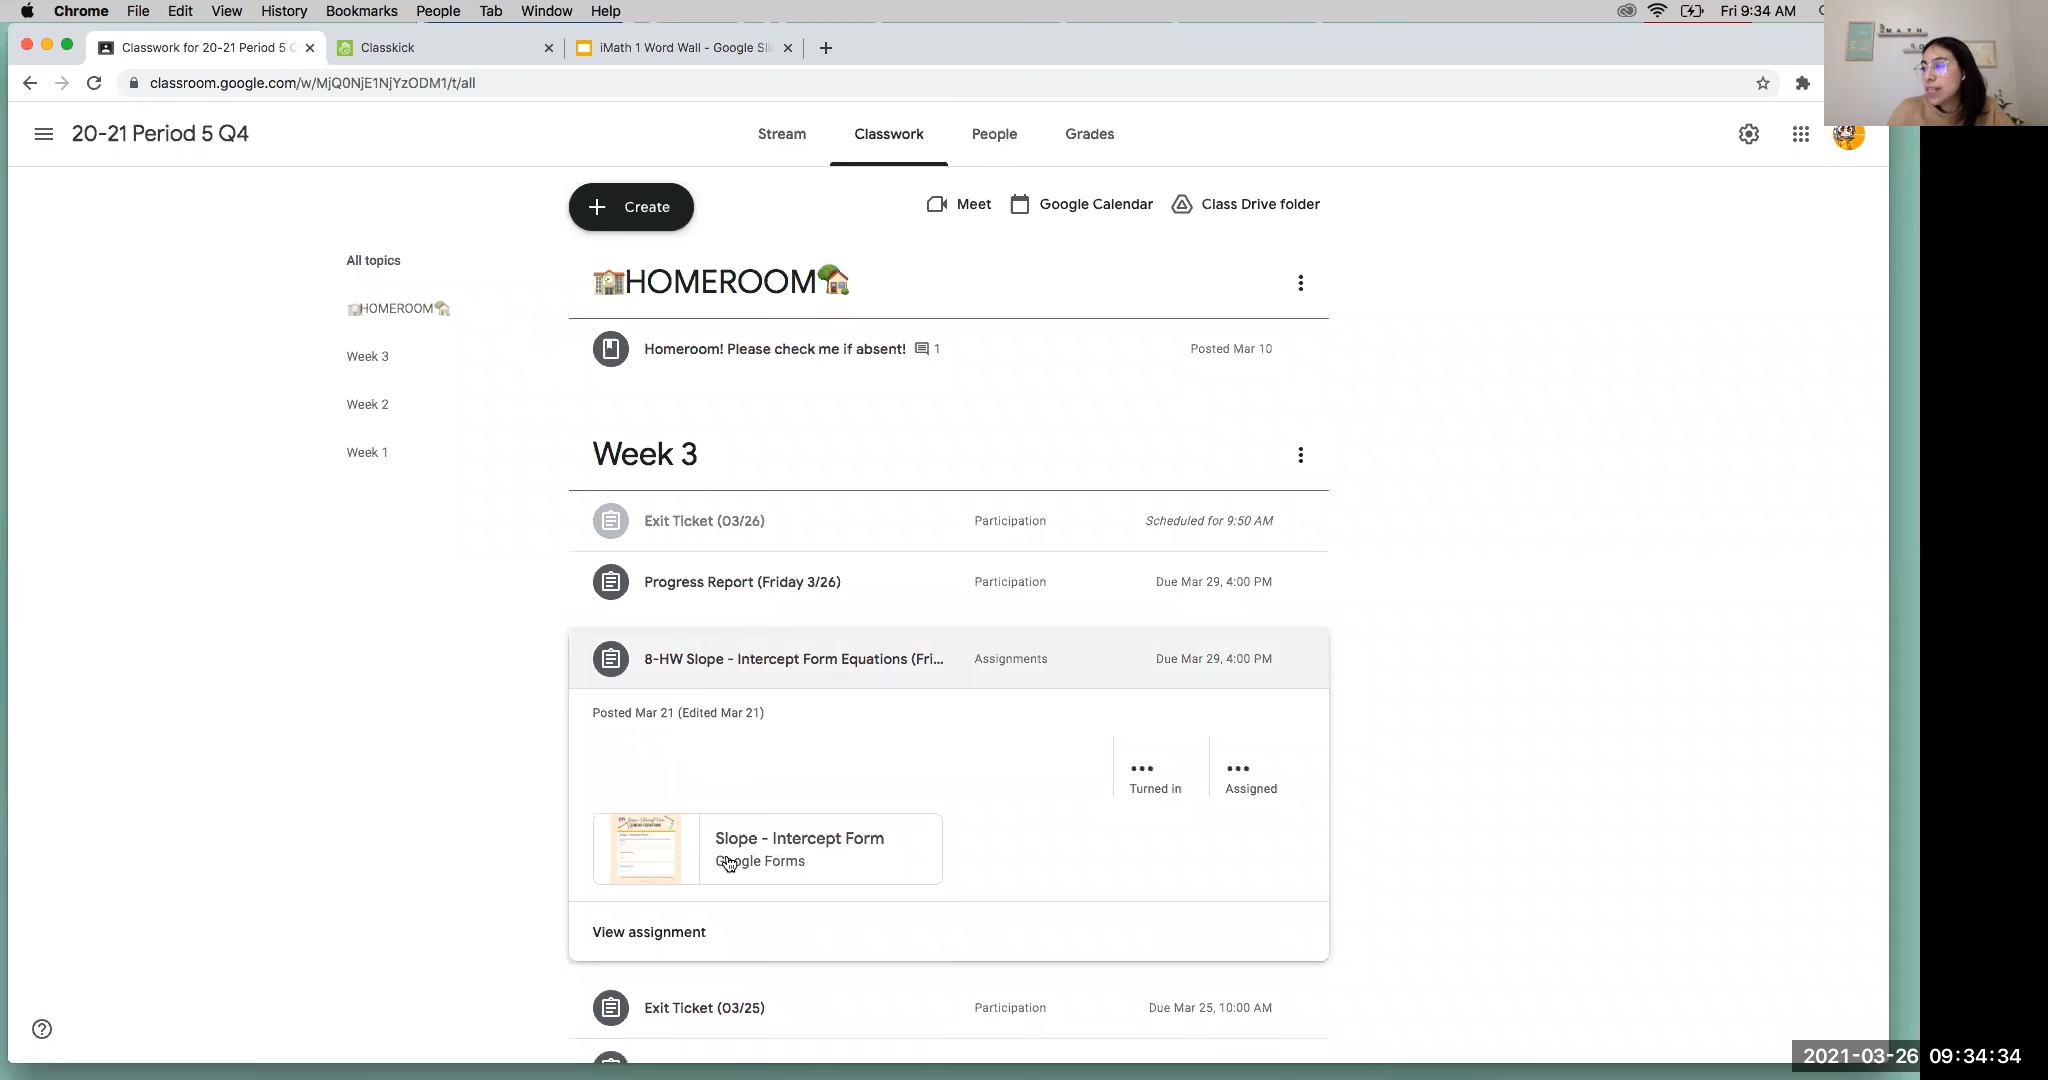 Chrome File Edit View History Bookmarks People Tab Window Help Fri 9:34 AM
Classwork for 20-21 Period 5 Classkick iMath 1 Word Wall - Google Sli
classroom.google.com/w/MjQ0NjE1NjYzODM1/t/all
20-21 Period 5 Q4 Stream Classwork People Grades
Create Meet Google Calendar Class Drive folder
All topics
HOMEROOM
Week 3
Week 2
Week 1
HOMEROOM
Homeroom! Please check me if absent! 1 Posted Mar 10
Week 3
Exit Ticket (03/26) Participation Scheduled for 9:50 AM
Progress Report (Friday 3/26) Participation Due Mar 29, 4:00 PM
8-HW Slope - Intercept Form Equations (Fri... Assignments Due Mar 29, 4:00 PM
Posted Mar 21 (Edited Mar 21)
... ...
Turned in Assigned
Slope - Intercept Form
Google Forms
View assignment
Exit Ticket (03/25) Participation Due Mar 25, 10:00 AM
2021-03-26 09:34:34